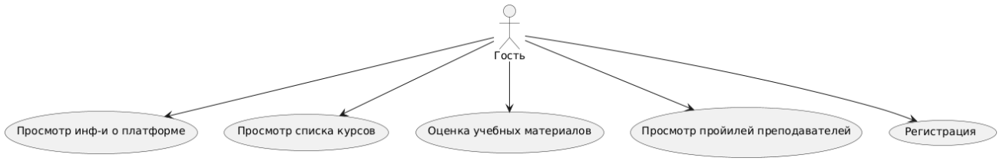 Гость
Просмотр инф-и о платформе
Просмотр списка курсов
Оценка учебных материалов
Просмотр пройилей преподавателей
Регистрация